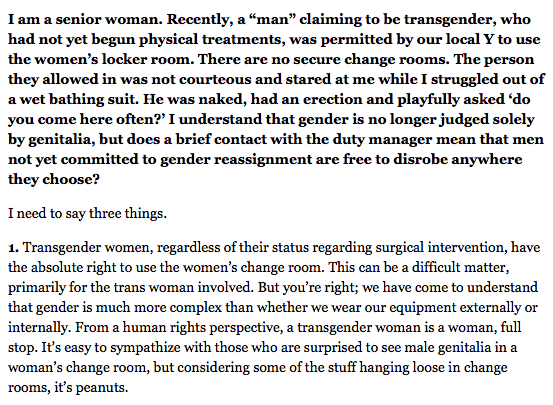 I am a senior woman. Recently, a “man” claiming to be transgender, who
had not yet begun physical treatments, was permitted by our local Y to use
the women’s locker room. There are no secure change rooms. The person
they allowed in was not courteous and stared at me while I struggled out of
a wet bathing suit. He was naked, had an erection and playfully asked ‘do
you come here often?’ I understand that gender is no longer judged solely
by genitalia, but does a brief contact with the duty manager mean that men
not yet committed to gender reassignment are free to disrobe anywhere
they choose?
I need to say three things.
1. Transgender women, regardless of their status regarding surgical intervention, have
the absolute right to use the women’s change room. This can be a difficult matter,
primarily for the trans woman involved. But you’re right; we have come to understand
that gender is much more complex than whether we wear our equipment externally or
internally. From a human rights perspective, a transgender woman is a woman, full
stop. It’s easy to sympathize with those who are surprised to see male genitalia in a
woman’s change room, but considering some of the stuff hanging loose in change
rooms, it’s peanuts.